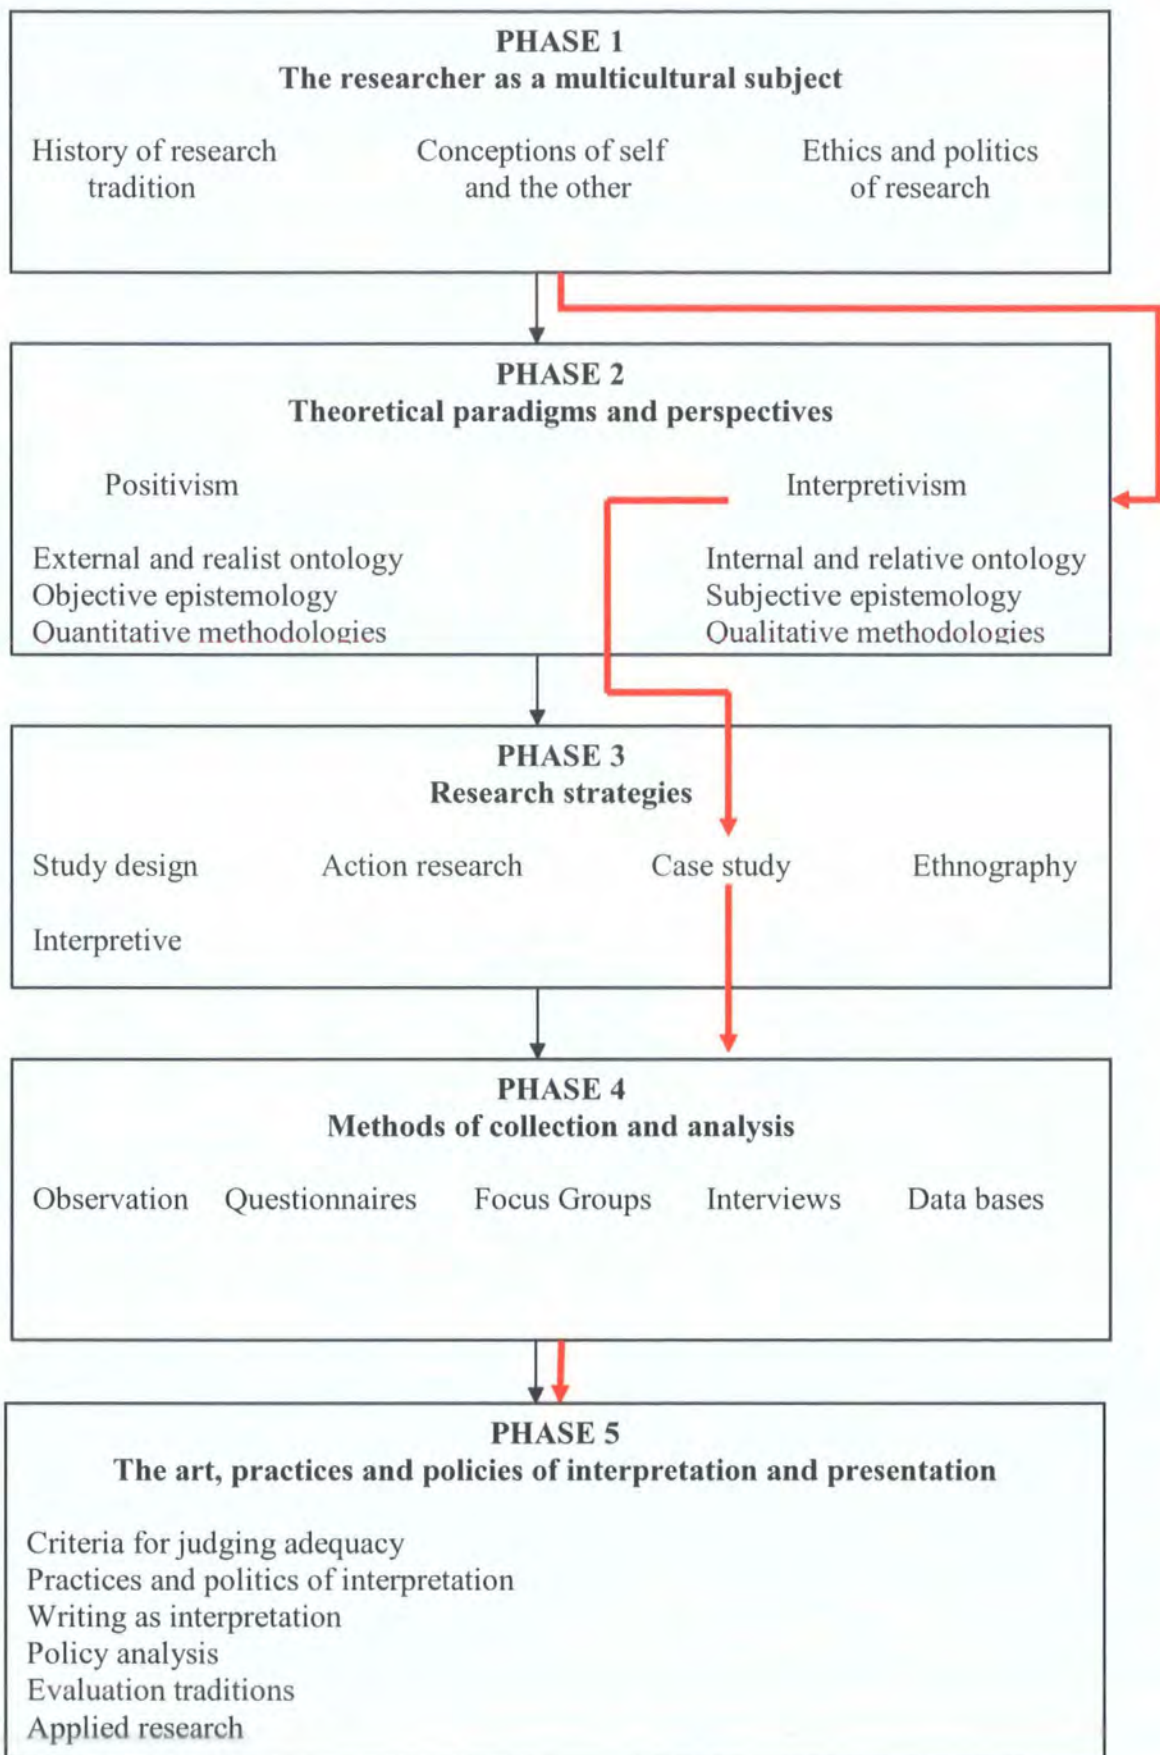 PHASE 1
The researcher as a multicultural subject
History of research Conceptions of self Ethics and politics
tradition and the other of research
PHASE 2
Theoretical paradigms and perspectives
Positivism Interpretivism
External and realist ontology Internal and relative ontology
Objective epistemology Subjective epistemology
Quantitative methodologies Qualitative methodologies
PHASE 3
Research strategies
Study design Action research Case study Ethnography
Interpretive
PHASE 4
Methods of collection and analysis
Observation Questionnaires Focus Groups Interviews Data bases
PHASE 5
The art, practices and policies of interpretation and presentation
Criteria for judging adequacy
Practices and politics of interpretation
Writing as interpretation
Policy analysis
Evaluation traditions
Applied research